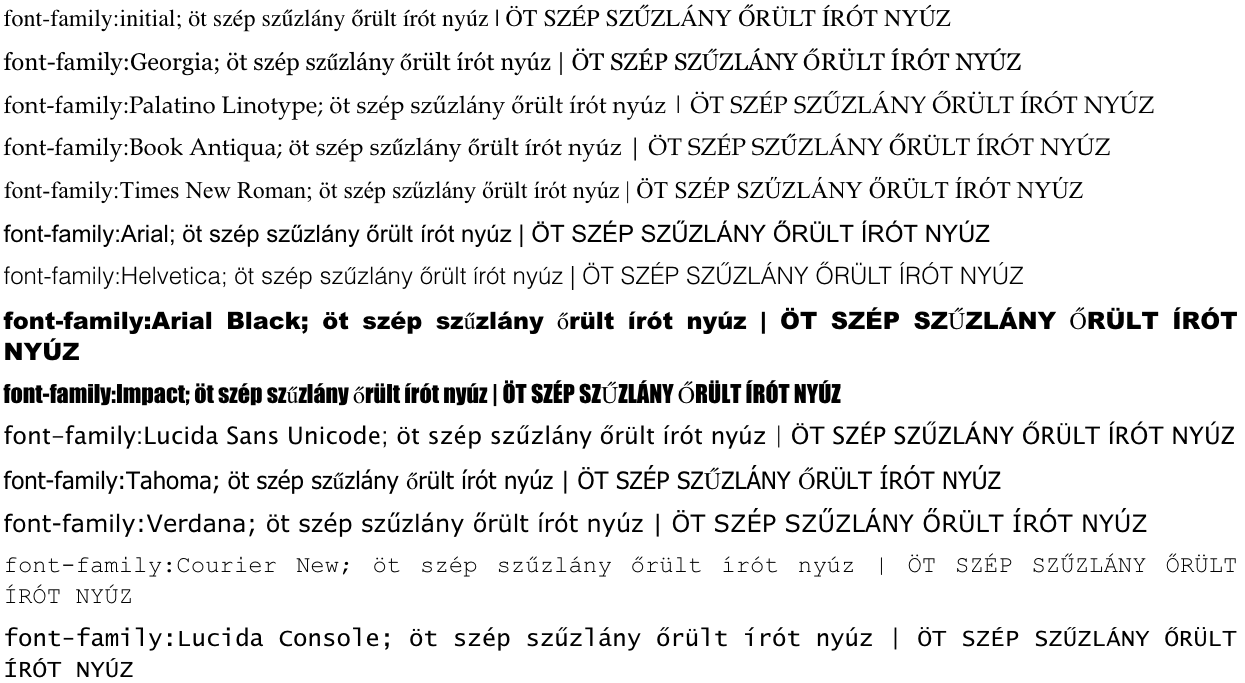 font-family:initial; öt szép szűzlány őrült írót nyúz | ÖT SZÉP SZŰZLÁNY ŐRÜLT ÍRÓT NYÚZ
font-family:Georgia; öt szép szűzlány őrült írót nyúz | ÖT SZÉP SZŰZLÁNY ŐRÜLT ÍRÓT NYÚZ
font-family:Palatino Linotype; öt szép szűzlány őrült írót nyúz | ÖT SZÉP SZŰZLÁNY ŐRÜLT ÍRÓT NYÚZ
font-family:Book Antiqua; öt szép szűzlány őrült írót nyúz | ÖT SZÉP SZŰZLÁNY ŐRÜLT ÍRÓT NYÚZ
font-family:Times New Roman; öt szép szűzlány őrült írót nyúz | ÖT SZÉP SZŰZLÁNY ŐRÜLT ÍRÓT NYÚZ
font-family:Arial; öt szép szűzlány őrült írót nyúz | ÖT SZÉP SZŰZLÁNY ŐRÜLT ÍRÓT NYÚZ
font-family:Helvetica; öt szép szűzlány őrült írót nyúz | ÖT SZÉP SZŰZLÁNY ŐRÜLT ÍRÓT NYÚZ
font-family:Arial Black; öt szép szűzlány őrült írót nyúz | ÖT SZÉP SZŰZLÁNY ŐRÜLT ÍRÓT
NYÚZ
font-family:Impact; öt szép szűzlány őrült írót nyúz | ÖT SZÉP SZŰZLÁNY ŐRÜLT ÍRÓT NYÚZ
font-family:Lucida Sans Unicode; öt szép szűzlány őrült írót nyúz | ÖT SZÉP SZŰZLÁNY ŐRÜLT ÍRÓT NYÚZ
font-family:Tahoma; öt szép szűzlány őrült írót nyúz | ÖT SZÉP SZŰZLÁNY ŐRÜLT ÍRÓT NYÚZ
font-family:Verdana; öt szép szűzlány őrült írót nyúz | ÖT SZÉP SZŰZLÁNY ŐRÜLT ÍRÓT NYÚZ
font-family:Courier New; öt szép szűzlány őrült írót nyúz | ÖT SZÉP SZŰZLÁNY ŐRÜLT
ÍRÓT NYÚZ
font-family:Lucida Console; öt szép szűzlány őrült írót nyúz | ÖT SZÉP SZŰZLÁNY ŐRÜLT
ÍRÓT NYÚZ